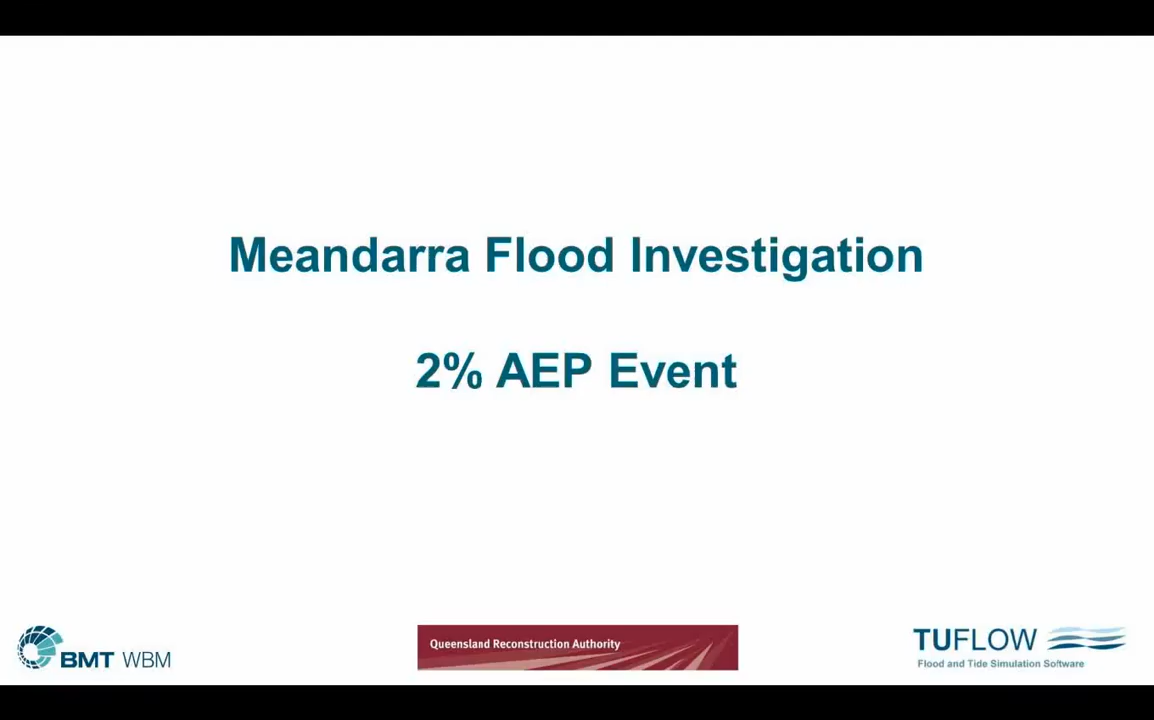 Meandarra Flood Investigation
2% AEP Event
BMT WBM
Queensland Reconstruction Authority
TUFLOW
Flood and Tide Simulation Software